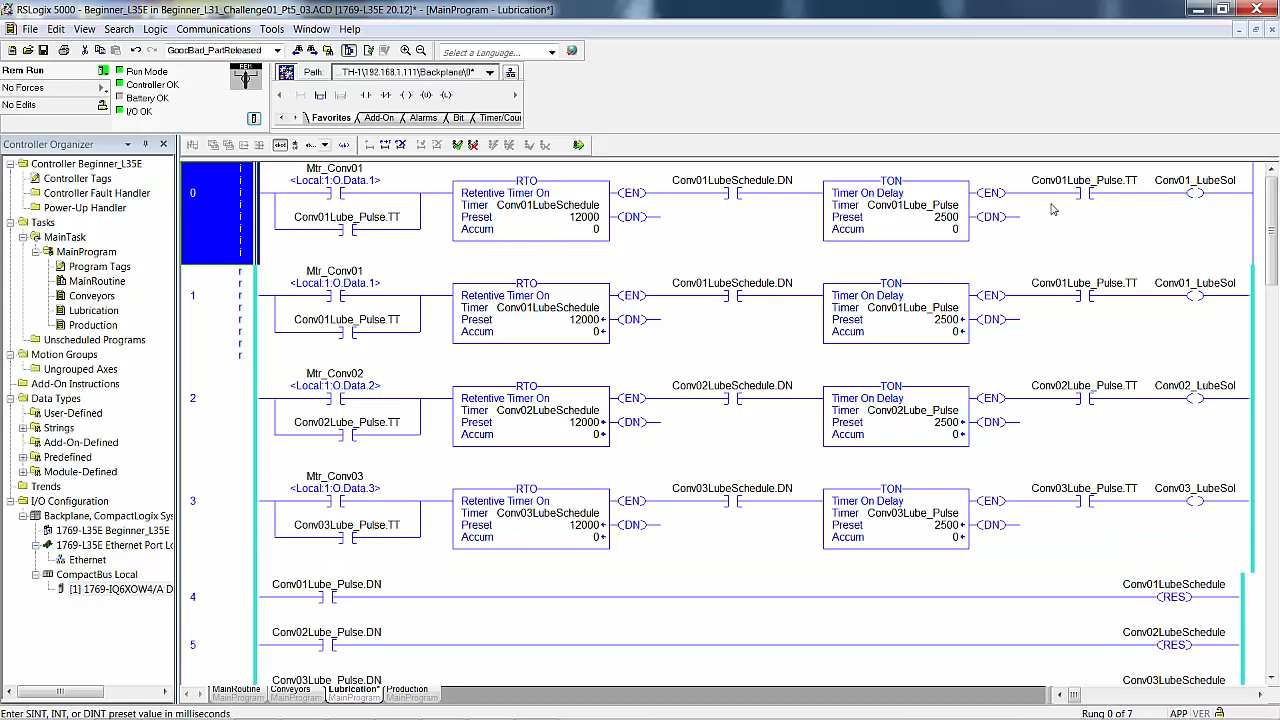 RSLogix 5000 - Beginner_L35E in Beginner_L31_Challenge01_Pt5_03.ACD [1769-L35E 20.12]* - [MainProgram - Lubrication*]
File Edit View Search Logic Communications Tools Window Help
GoodBad_PartReleased
Select a Language...
Rem Run
No Forces
No Edits
Run Mode
Controller OK
Battery OK
I/O OK
REM
Path: ...TH-1\192.168.1.111\Backplane\0*
Favorites Add-On Alarms Bit Timer/Cou
Controller Organizer
Controller Beginner_L35E
Controller Tags
Controller Fault Handler
Power-Up Handler
Tasks
MainTask
MainProgram
Program Tags
MainRoutine
Conveyors
Lubrication
Production
Unscheduled Programs
Motion Groups
Ungrouped Axes
Add-On Instructions
Data Types
User-Defined
Strings
Add-On-Defined
Predefined
Module-Defined
Trends
I/O Configuration
Backplane, CompactLogix Sys
1769-L35E Beginner_L35E
1769-L35E Ethernet Port Lo
Ethernet
CompactBus Local
[1] 1769-IQ6XOW4/A D
0
i
i
i
i
i
i
i
i
Mtr_Conv01
<Local:1:O.Data.1>
Conv01Lube_Pulse.TT
RTO
Retentive Timer On
Timer Conv01LubeSchedule
Preset 12000
Accum 0
EN
DN
Conv01LubeSchedule.DN
TON
Timer On Delay
Timer Conv01Lube_Pulse
Preset 2500
Accum 0
EN
DN
Conv01Lube_Pulse.TT
Conv01_LubeSol
1
r
r
r
r
r
r
r
r
Mtr_Conv01
<Local:1:O.Data.1>
Conv01Lube_Pulse.TT
RTO
Retentive Timer On
Timer Conv01LubeSchedule
Preset 12000
Accum 0
EN
DN
Conv01LubeSchedule.DN
TON
Timer On Delay
Timer Conv01Lube_Pulse
Preset 2500
Accum 0
EN
DN
Conv01Lube_Pulse.TT
Conv01_LubeSol
2
Mtr_Conv02
<Local:1:O.Data.2>
Conv02Lube_Pulse.TT
RTO
Retentive Timer On
Timer Conv02LubeSchedule
Preset 12000
Accum 0
EN
DN
Conv02LubeSchedule.DN
TON
Timer On Delay
Timer Conv02Lube_Pulse
Preset 2500
Accum 0
EN
DN
Conv02Lube_Pulse.TT
Conv02_LubeSol
3
Mtr_Conv03
<Local:1:O.Data.3>
Conv03Lube_Pulse.TT
RTO
Retentive Timer On
Timer Conv03LubeSchedule
Preset 12000
Accum 0
EN
DN
Conv03LubeSchedule.DN
TON
Timer On Delay
Timer Conv03Lube_Pulse
Preset 2500
Accum 0
EN
DN
Conv03Lube_Pulse.TT
Conv03_LubeSol
4
Conv01Lube_Pulse.DN
Conv01LubeSchedule
RES
5
Conv02Lube_Pulse.DN
Conv02LubeSchedule
RES
Conv03Lube_Pulse.DN
Conv03LubeSchedule
MainRoutine Conveyors Lubrication* Production
MainProgram MainProgram MainProgram MainProgram
Enter SINT, INT, or DINT preset value in milliseconds
Rung 0 of 7
APP VER